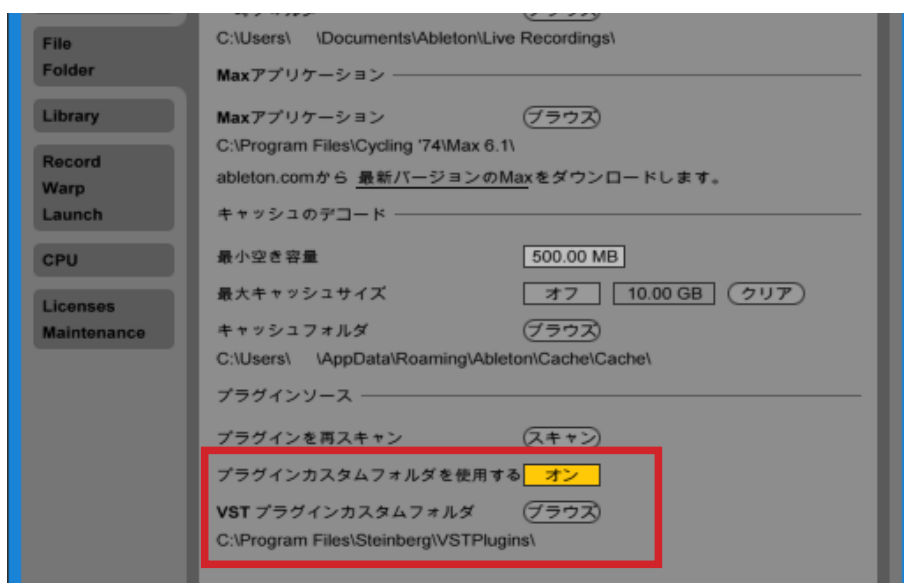 File
Folder
Library
Record
Warp
Launch
CPU
Licenses
Maintenance
C:\Users\ \Documents\Ableton\Live Recordings\
Maxアプリケーション
Maxアプリケーション ブラウズ
C:\Program Files\Cycling '74\Max 6.1\
ableton.comから 最新バージョンのMaxをダウンロードします。
キャッシュのデコード
最小空き容量 500.00 MB
最大キャッシュサイズ オフ 10.00 GB クリア
キャッシュフォルダ ブラウズ
C:\Users\ \AppData\Roaming\Ableton\Cache\Cache\
プラグインソース
プラグインを再スキャン スキャン
プラグインカスタムフォルダを使用する オン
VST プラグインカスタムフォルダ ブラウズ
C:\Program Files\Steinberg\VSTPlugins\